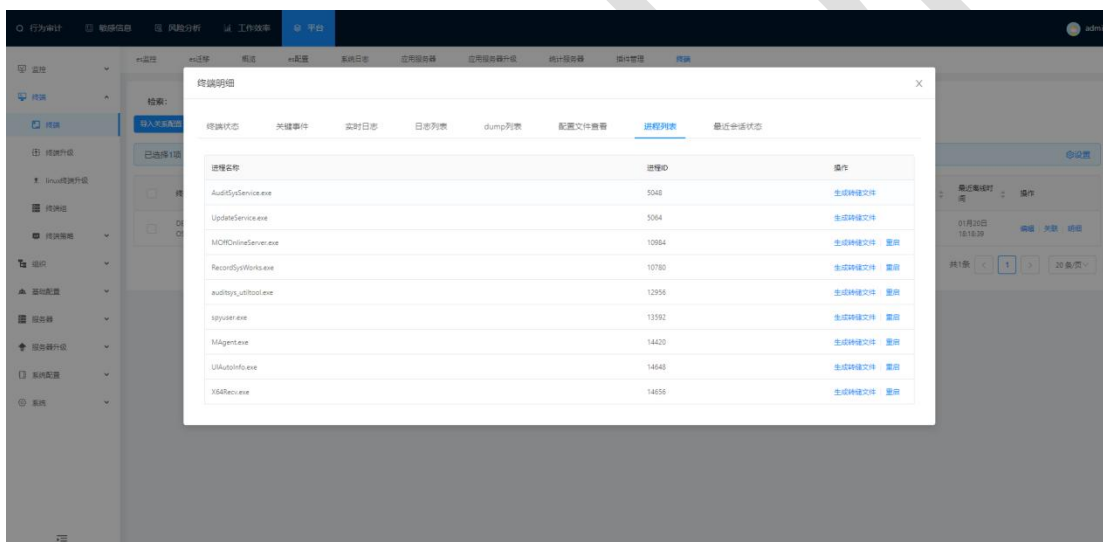 行为审计 敏感信息 风险分析 工作效率 平台 admi
监控 es监控 es迁移 概览 es配置 系统日志 应用服务器 应用服务器升级 统计服务器 插件管理 终端
终端
终端
终端升级
linux终端升级
终端组
终端策略
组织
基础配置
服务器
服务器升级
系统配置
系统
检索:
导入关系配置
已选择1项 设置
终端明细
终端状态 关键事件 实时日志 日志列表 dump列表 配置文件查看 进程列表 最近会话状态
进程名称 进程ID 操作
AuditSysService.exe 5048 生成转储文件
UpdateService.exe 5064 生成转储文件
MOffOnlineServer.exe 10984 生成转储文件 重启
RecordSysWorks.exe 10780 生成转储文件 重启
auditsys_utiltool.exe 12956 生成转储文件 重启
spyuser.exe 13592 生成转储文件 重启
MAgent.exe 14420 生成转储文件 重启
UIAutoInfo.exe 14648 生成转储文件 重启
X64Recv.exe 14656 生成转储文件 重启
最近离线时间 操作
01月20日 18:18:39 编辑 关联 明细
共1条 1 20 条/页